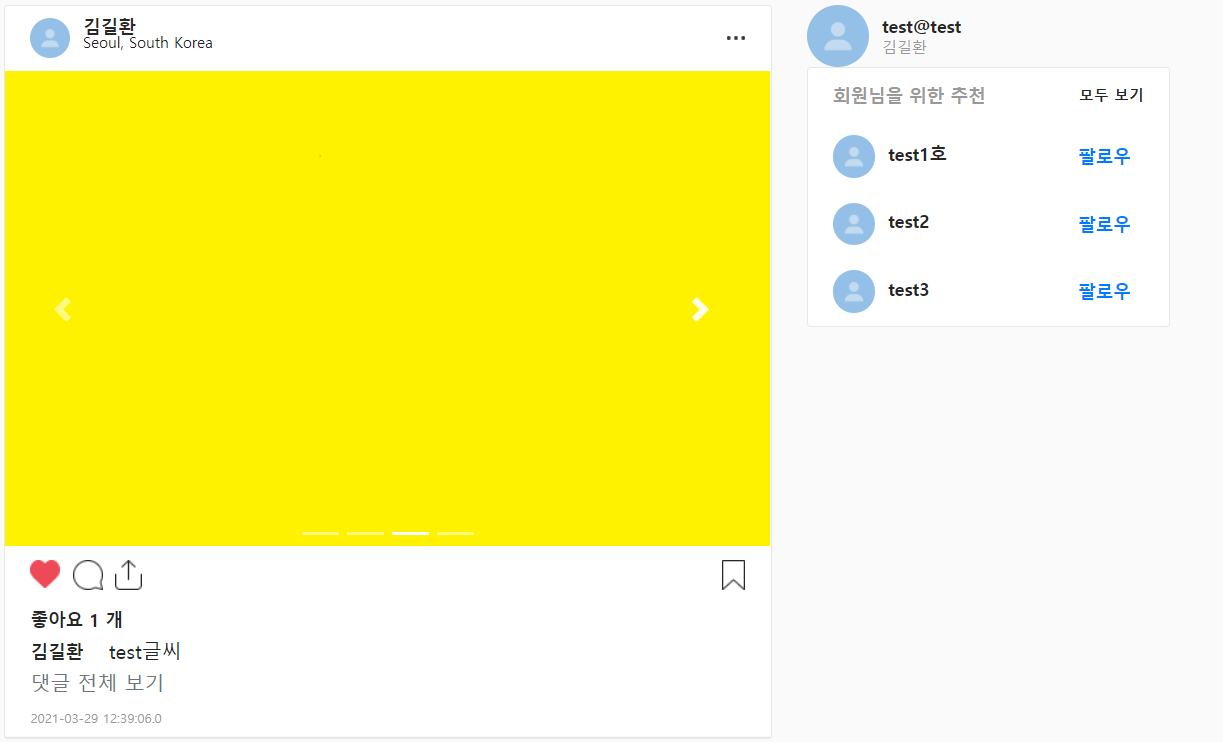 김길환
Seoul, South Korea
좋아요 1 개
김길환 test글씨
댓글 전체 보기
2021-03-29 12:39:06.0
test@test
김길환
회원님을 위한 추천 모두 보기
test1호 팔로우
test2 팔로우
test3 팔로우